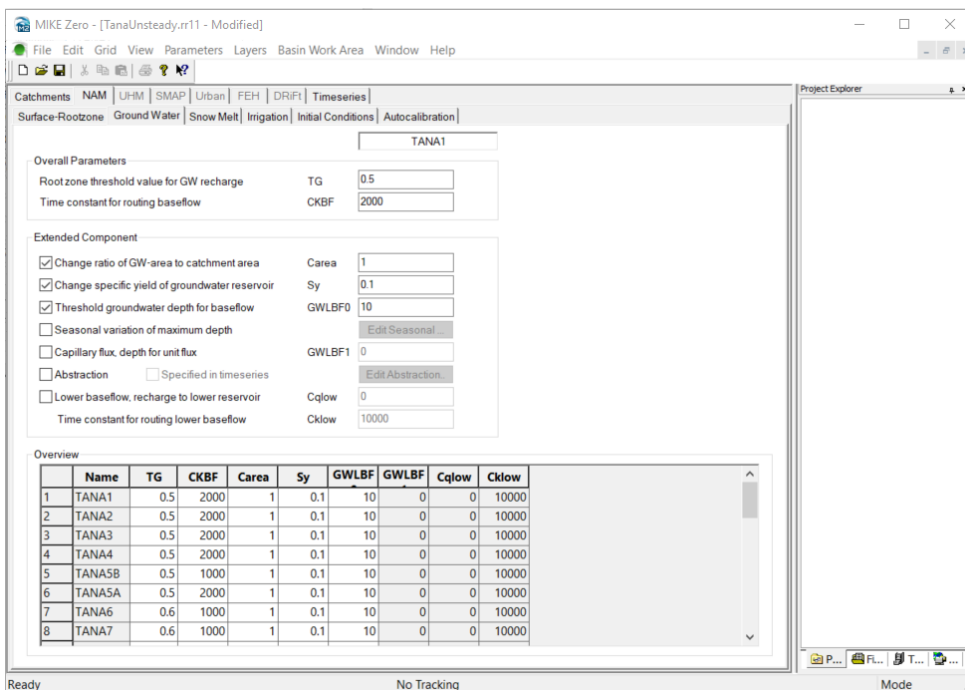 MIKE Zero - [TanaUnsteady.rr11 - Modified]
File Edit Grid View Parameters Layers Basin Work Area Window Help
Catchments NAM UHM SMAP Urban FEH DRiFt Timeseries
Project Explorer
Surface-Rootzone Ground Water Snow Melt Irrigation Initial Conditions Autocalibration
TANA1
Overall Parameters
Root zone threshold value for GW recharge TG 0.5
Time constant for routing baseflow CKBF 2000
Extended Component
Change ratio of GW-area to catchment area Carea 1
Change specific yield of groundwater reservoir Sy 0.1
Threshold groundwater depth for baseflow GWLBF0 10
Seasonal variation of maximum depth Edit Seasonal ...
Capillary flux, depth for unit flux GWLBF1 0
Abstraction Specified in timeseries Edit Abstraction..
Lower baseflow, recharge to lower reservoir Cqlow 0
Time constant for routing lower baseflow Cklow 10000
Overview
Name TG CKBF Carea Sy GWLBF GWLBF Cqlow Cklow
1 TANA1 0.5 2000 1 0.1 10 0 0 10000
2 TANA2 0.5 2000 1 0.1 10 0 0 10000
3 TANA3 0.5 2000 1 0.1 10 0 0 10000
4 TANA4 0.5 2000 1 0.1 10 0 0 10000
5 TANA5B 0.5 1000 1 0.1 10 0 0 10000
6 TANA5A 0.5 2000 1 0.1 10 0 0 10000
7 TANA6 0.6 1000 1 0.1 10 0 0 10000
8 TANA7 0.6 1000 1 0.1 10 0 0 10000
P... Fi... T... ...
Ready No Tracking Mode